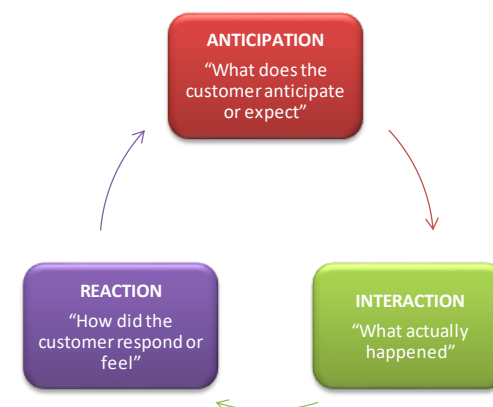 ANTICIPATION
“What does the
customer anticipate
or expect”
REACTION
“How did the
customer respond or
feel”
INTERACTION
“What actually
happened”